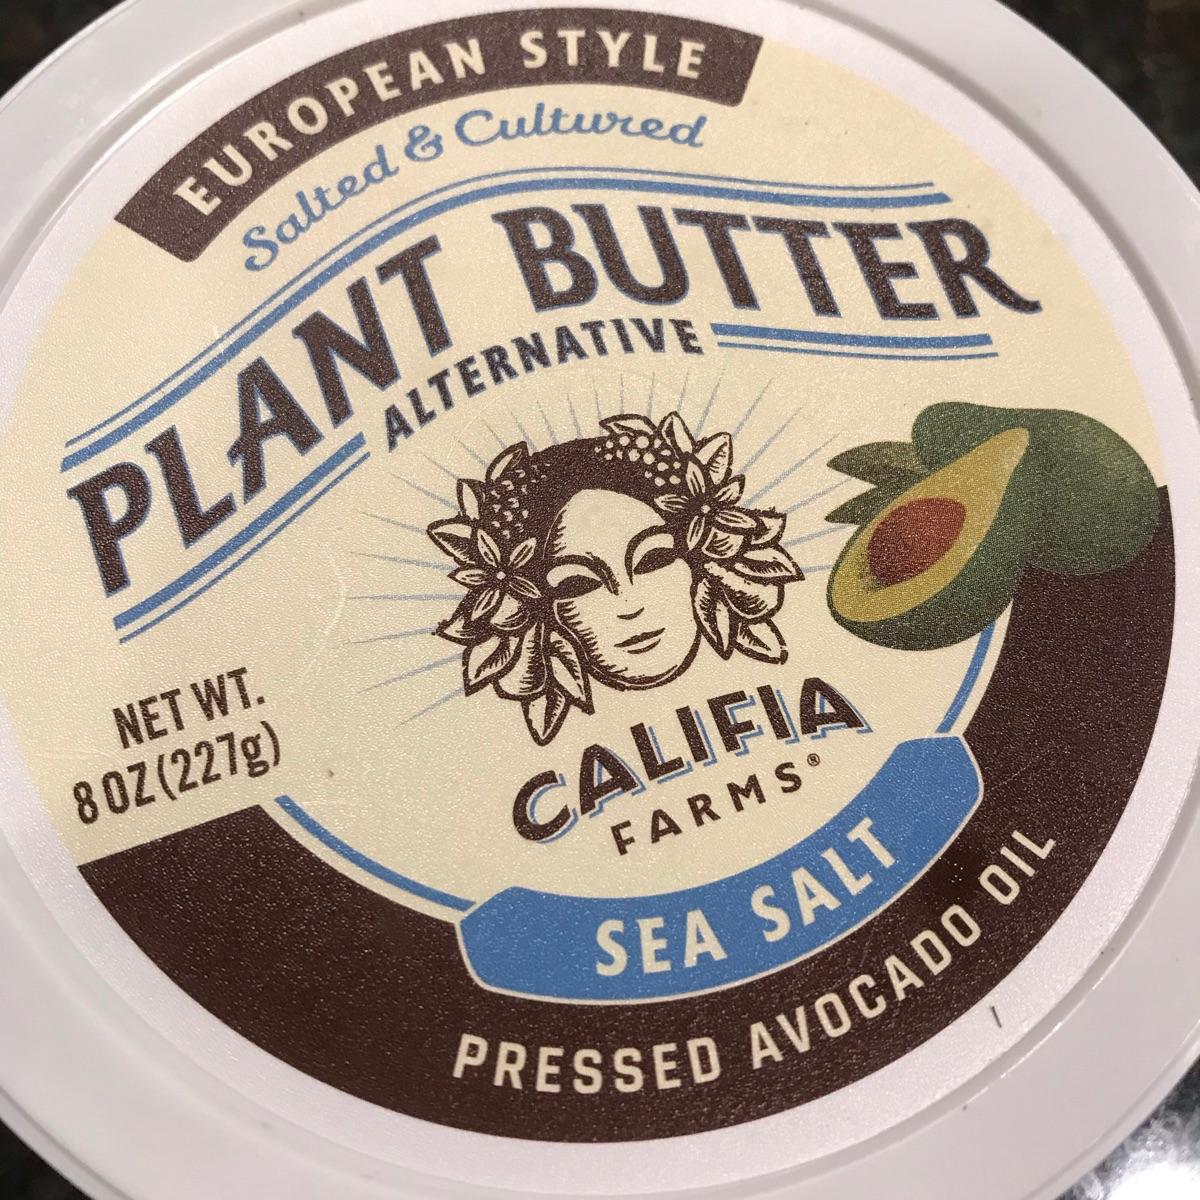 EUROPEAN STYLE
Salted & Cultured
PLANT BUTTER
ALTERNATIVE
NET WT.
8 OZ (227g)
CALIFIA
FARMS®
SEA SALT
PRESSED AVOCADO OIL